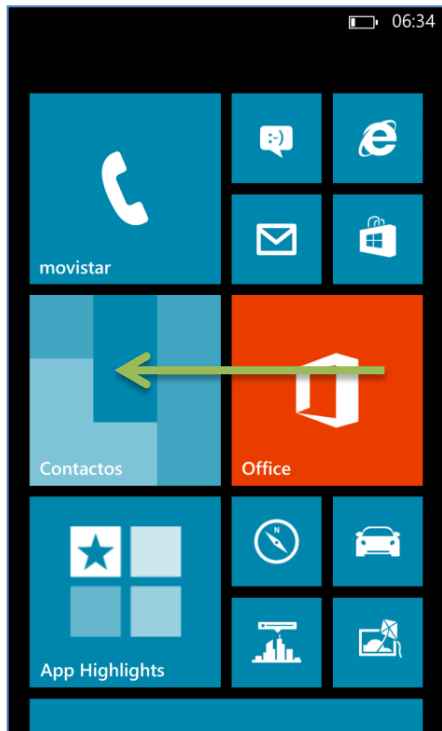 06:34
:-)
movistar
Contactos
Office
N
App Highlights